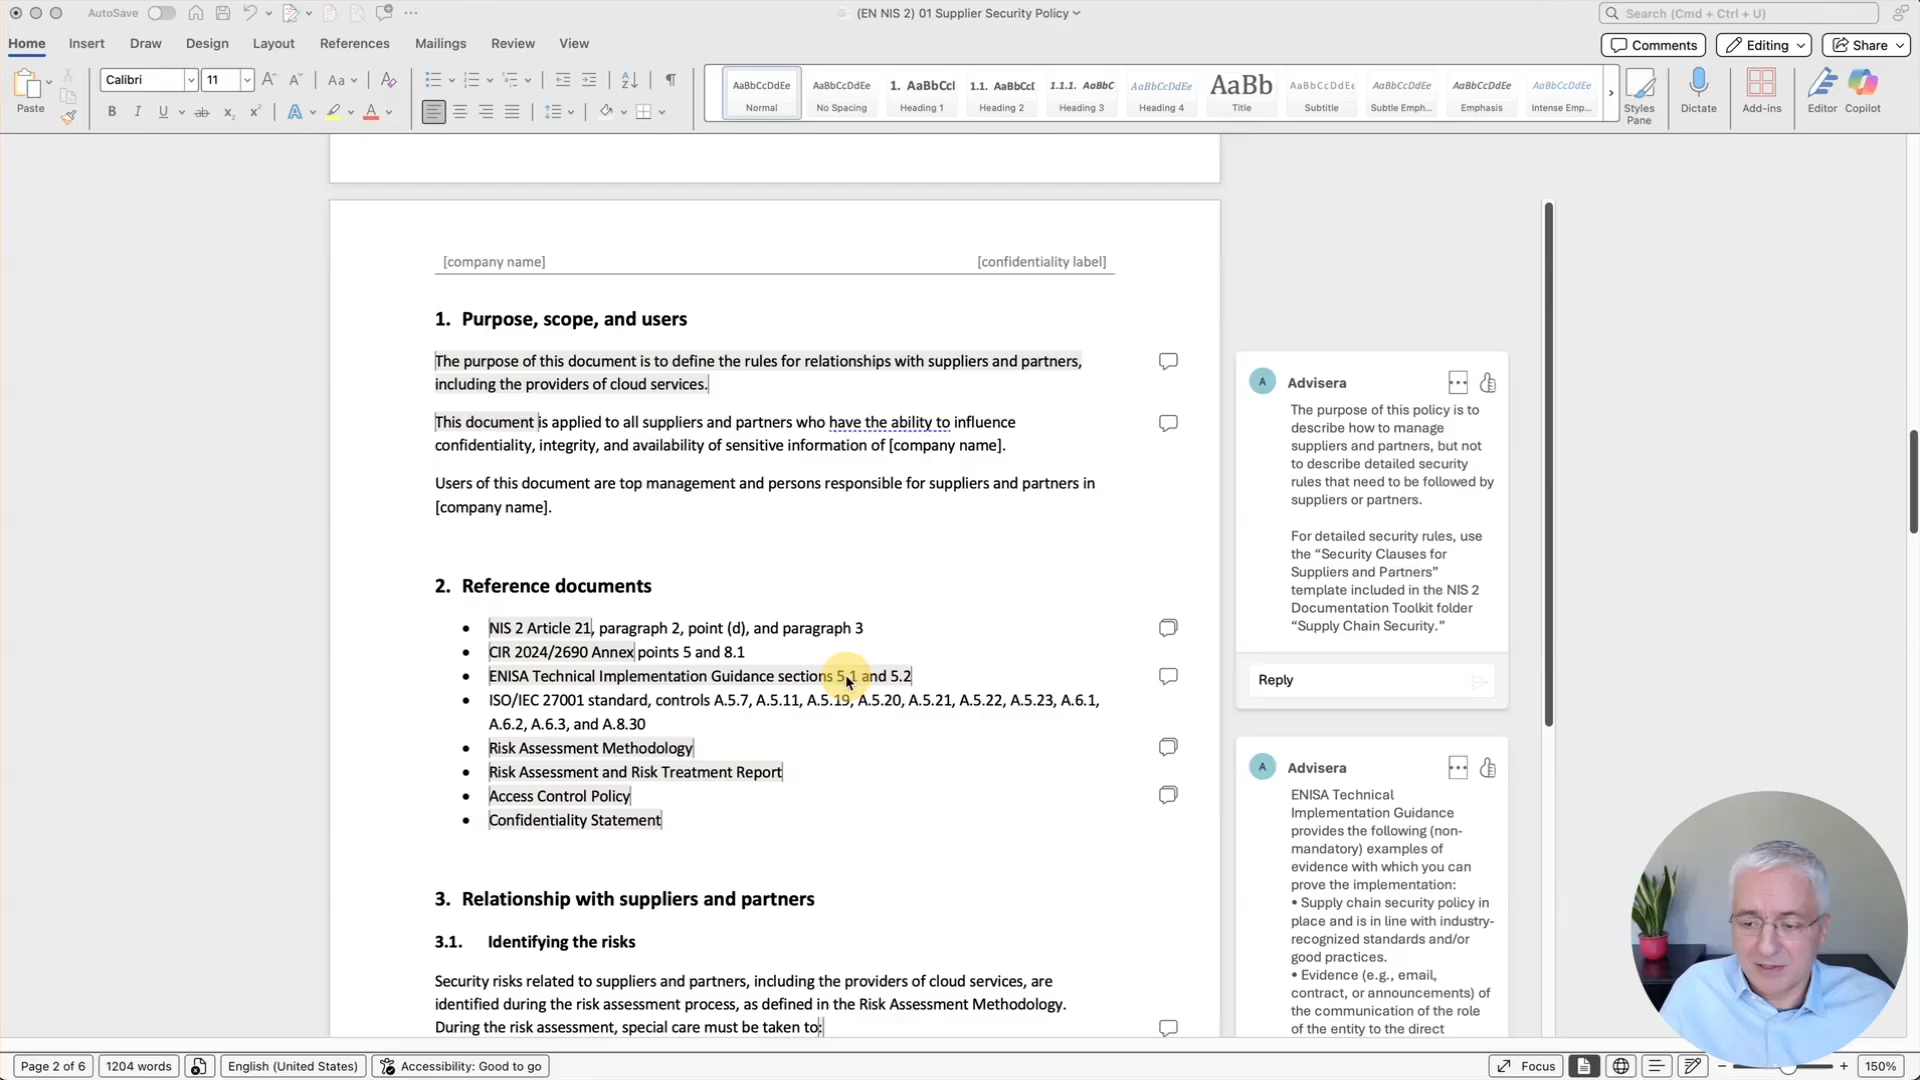 AutoSave
(EN NIS 2) 01 Supplier Security Policy
Search (Cmd + Ctrl + U)
Home
Insert
Draw
Design
Layout
References
Mailings
Review
View
Comments
Editing
Share
Paste
Calibri
11
AaBbCcDdEe
Normal
AaBbCcDdEe
No Spacing
1. AaBbCcI
Heading 1
1.1. AaBbCcI
Heading 2
1.1.1. AaBbC
Heading 3
AaBbCcDdEe
Heading 4
AaBb
Title
AaBbCcDdEe
Subtitle
AaBbCcDdEe
Subtle Emph...
AaBbCcDdEe
Emphasis
AaBbCcDdEe
Intense Emp...
Styles
Pane
Dictate
Add-ins
Editor
Copilot
[company name]
[confidentiality label]
1. Purpose, scope, and users
The purpose of this document is to define the rules for relationships with suppliers and partners,
including the providers of cloud services.
This document is applied to all suppliers and partners who have the ability to influence
confidentiality, integrity, and availability of sensitive information of [company name].
Users of this document are top management and persons responsible for suppliers and partners in
[company name].
2. Reference documents
• NIS 2 Article 21, paragraph 2, point (d), and paragraph 3
• CIR 2024/2690 Annex points 5 and 8.1
• ENISA Technical Implementation Guidance sections 5.1 and 5.2
• ISO/IEC 27001 standard, controls A.5.7, A.5.11, A.5.19, A.5.20, A.5.21, A.5.22, A.5.23, A.6.1,
A.6.2, A.6.3, and A.8.30
• Risk Assessment Methodology
• Risk Assessment and Risk Treatment Report
• Access Control Policy
• Confidentiality Statement
3. Relationship with suppliers and partners
3.1. Identifying the risks
Security risks related to suppliers and partners, including the providers of cloud services, are
identified during the risk assessment process, as defined in the Risk Assessment Methodology.
During the risk assessment, special care must be taken to:
A
Advisera
The purpose of this policy is to
describe how to manage
suppliers and partners, but not
to describe detailed security
rules that need to be followed by
suppliers or partners.
For detailed security rules, use
the “Security Clauses for
Suppliers and Partners”
template included in the NIS 2
Documentation Toolkit folder
“Supply Chain Security.”
Reply
A
Advisera
ENISA Technical
Implementation Guidance
provides the following (non-
mandatory) examples of
evidence with which you can
prove the implementation:
• Supply chain security policy in
place and is in line with industry-
recognized standards and/or
good practices.
• Evidence (e.g., email,
contract, or announcements) of
the communication of the role
of the entity to the direct
Page 2 of 6
1204 words
English (United States)
Accessibility: Good to go
Focus
150%